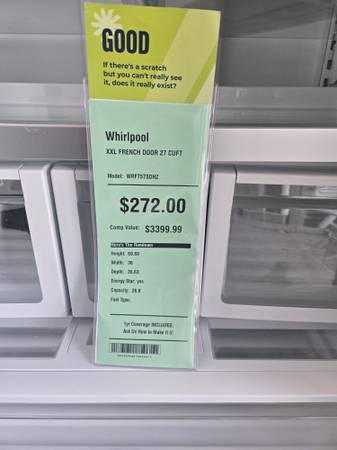 GOOD
If there's a scratch
but you can't really see
it, does it really exist?
Whirlpool
XXL FRENCH DOOR 27 CUFT
Model: WRF757SDHZ
$272.00
Comp Value: $3399.99
Here's The Rundown:
Height:
Width: 36
Depth:
Energy Star: yes
Capacity: 26.8
Fuel Type:
1yr Coverage INCLUDED.
Ask Us How to Make it 5!